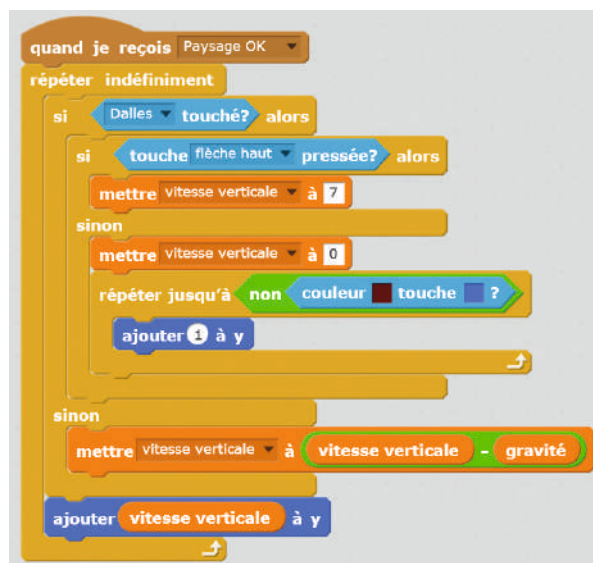 quand je reçois Paysage OK
répéter indéfiniment
si Dalles touché? alors
si touche flèche haut pressée? alors
mettre vitesse verticale à 7
sinon
mettre vitesse verticale à 0
répéter jusqu'à non couleur touche ?
ajouter 1 à y
sinon
mettre vitesse verticale à vitesse verticale - gravité
ajouter vitesse verticale à y